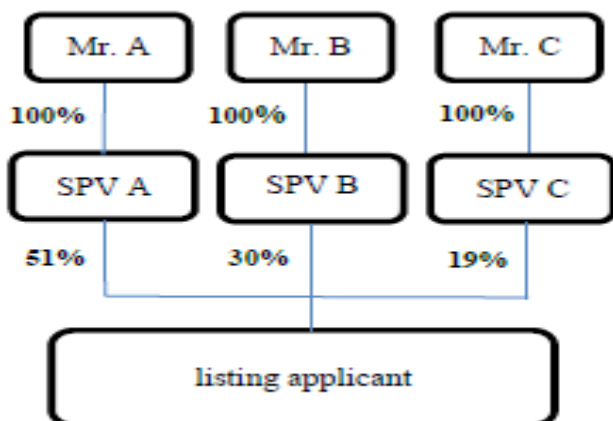 Mr. A
Mr. B
Mr. C
100%
100%
100%
SPV A
SPV B
SPV C
51%
30%
19%
listing applicant